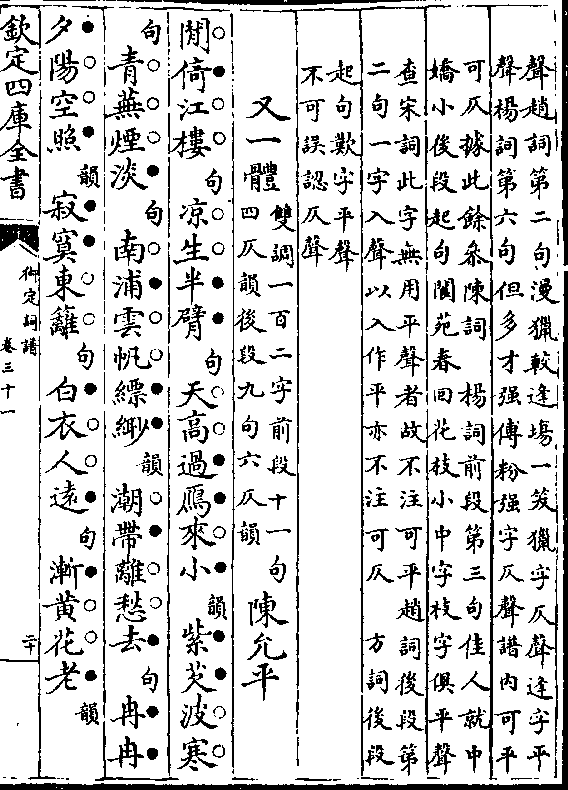 聲趙詞第二句漫獵較逢塲一笑獵字仄聲逢字平
聲楊詞第六句但多才强傅粉强字仄聲譜内可平
可仄據此餘叅陳詞　楊詞前段第三句佳人就中
嬌小後段起句閬苑春回花枝小中字枝字俱平聲
查宋詞此字無用平聲者故不注可平趙詞後段第
二句一字入聲以入作平亦不注可仄　方詞後段
起句歎字平聲
不可誤認仄聲
又一體雙調一百二字前段十一句
四仄韻後段九句六仄韻　陳允平
閒倚江樓句凉生半臂句天高過鴈來小韻紫芡波寒
句青蕪煙淡句南浦雲帆縹緲韻潮帶離愁去句冉冉
夕陽空照韻寂寞東籬句白衣人遠句漸黄花老韻
欽定四庫全書
御定詞譜
卷三十一
二十